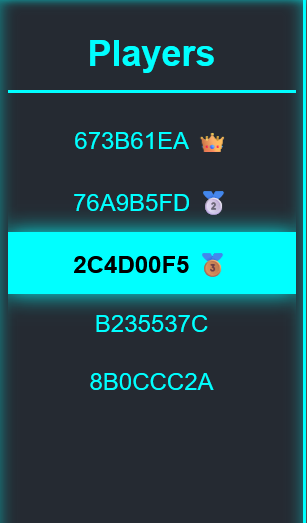 Players
673B61EA 👑
76A9B5FD 🥈
2C4D00F5 🥉
B235537C
8B0CCC2A